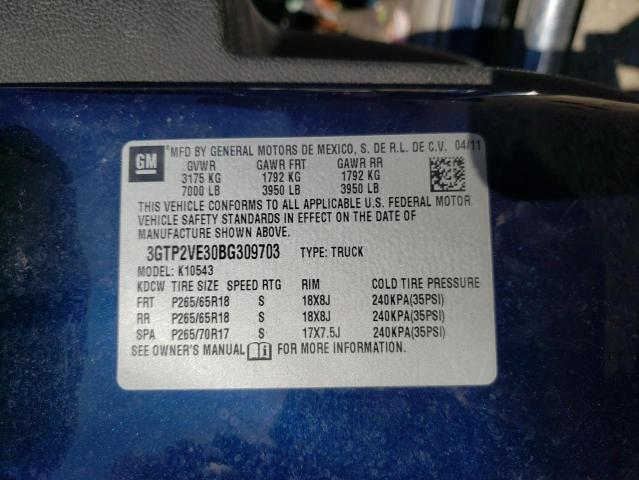 GM
® MFD BY GENERAL MOTORS DE MEXICO, S. DE R.L. DE C.V. 04/11
GVWR GAWR FRT GAWR RR
3175 KG 1792 KG 1792 KG
7000 LB 3950 LB 3950 LB
THIS VEHICLE CONFORMS TO ALL APPLICABLE U.S. FEDERAL MOTOR
VEHICLE SAFETY STANDARDS IN EFFECT ON THE DATE OF
MANUFACTURE SHOWN ABOVE.
3GTP2VE30BG309703 TYPE: TRUCK
MODEL: K10543
KDCW TIRE SIZE SPEED RTG RIM COLD TIRE PRESSURE
FRT P265/65R18 S 18X8J 240KPA(35PSI)
RR P265/65R18 S 18X8J 240KPA(35PSI)
SPA P265/70R17 S 17X7.5J 240KPA(35PSI)
SEE OWNER'S MANUAL FOR MORE INFORMATION.